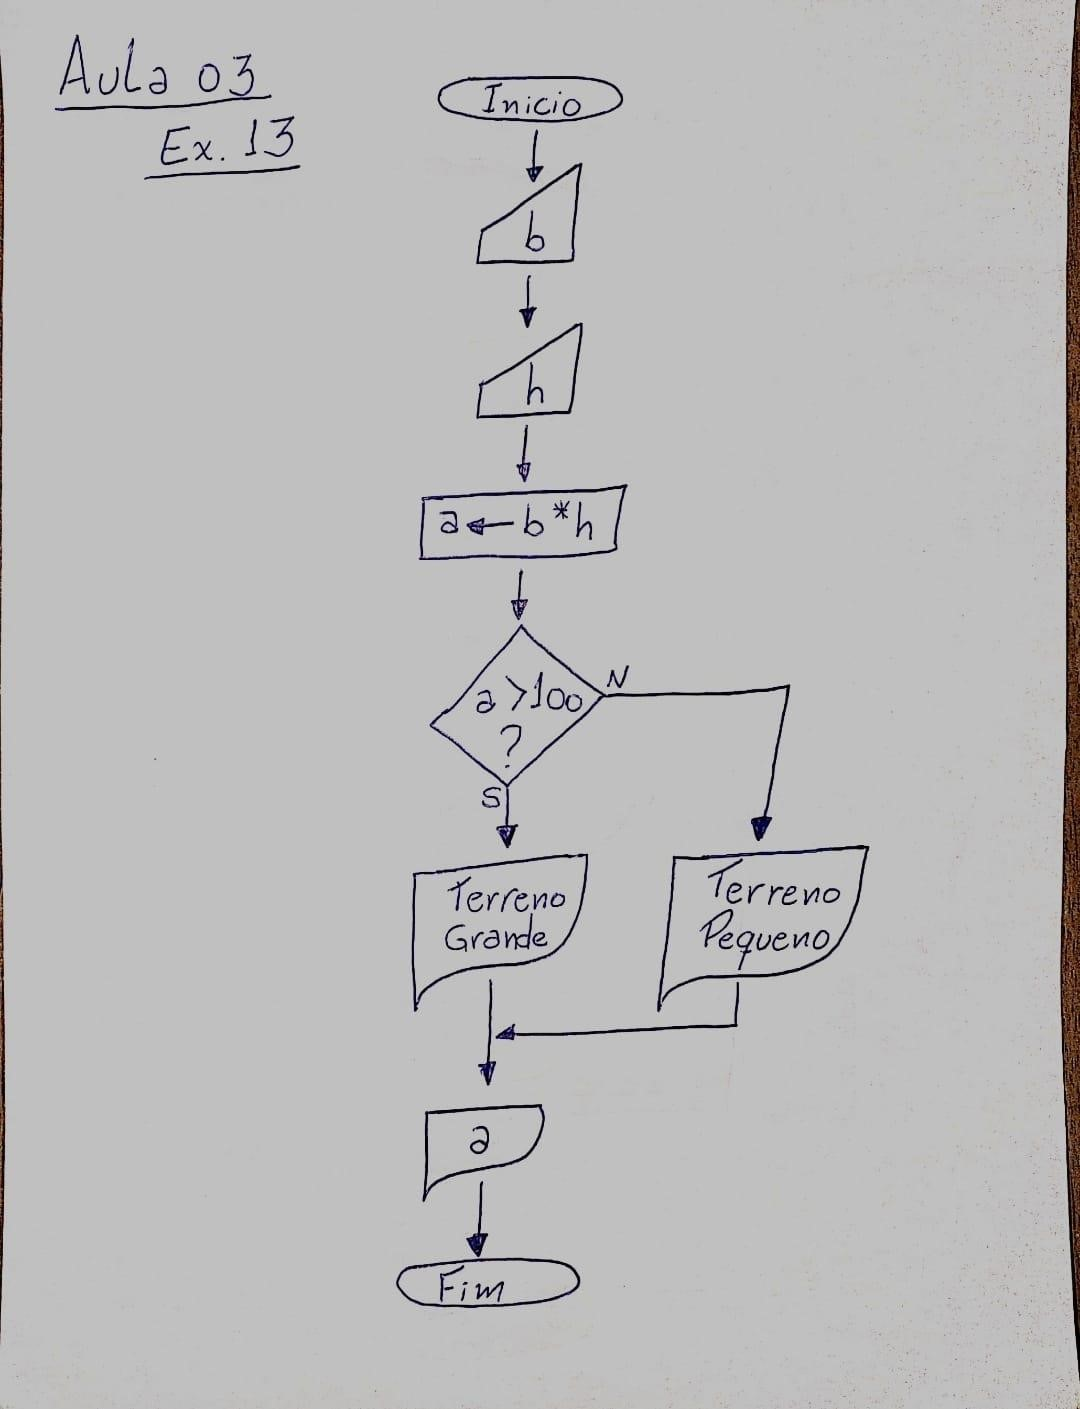 Aula 03
Ex. 13
Inicio
b
h
a ← b * h
a > 100
?
N
S
Terreno
Grande
Terreno
Pequeno
a
Fim